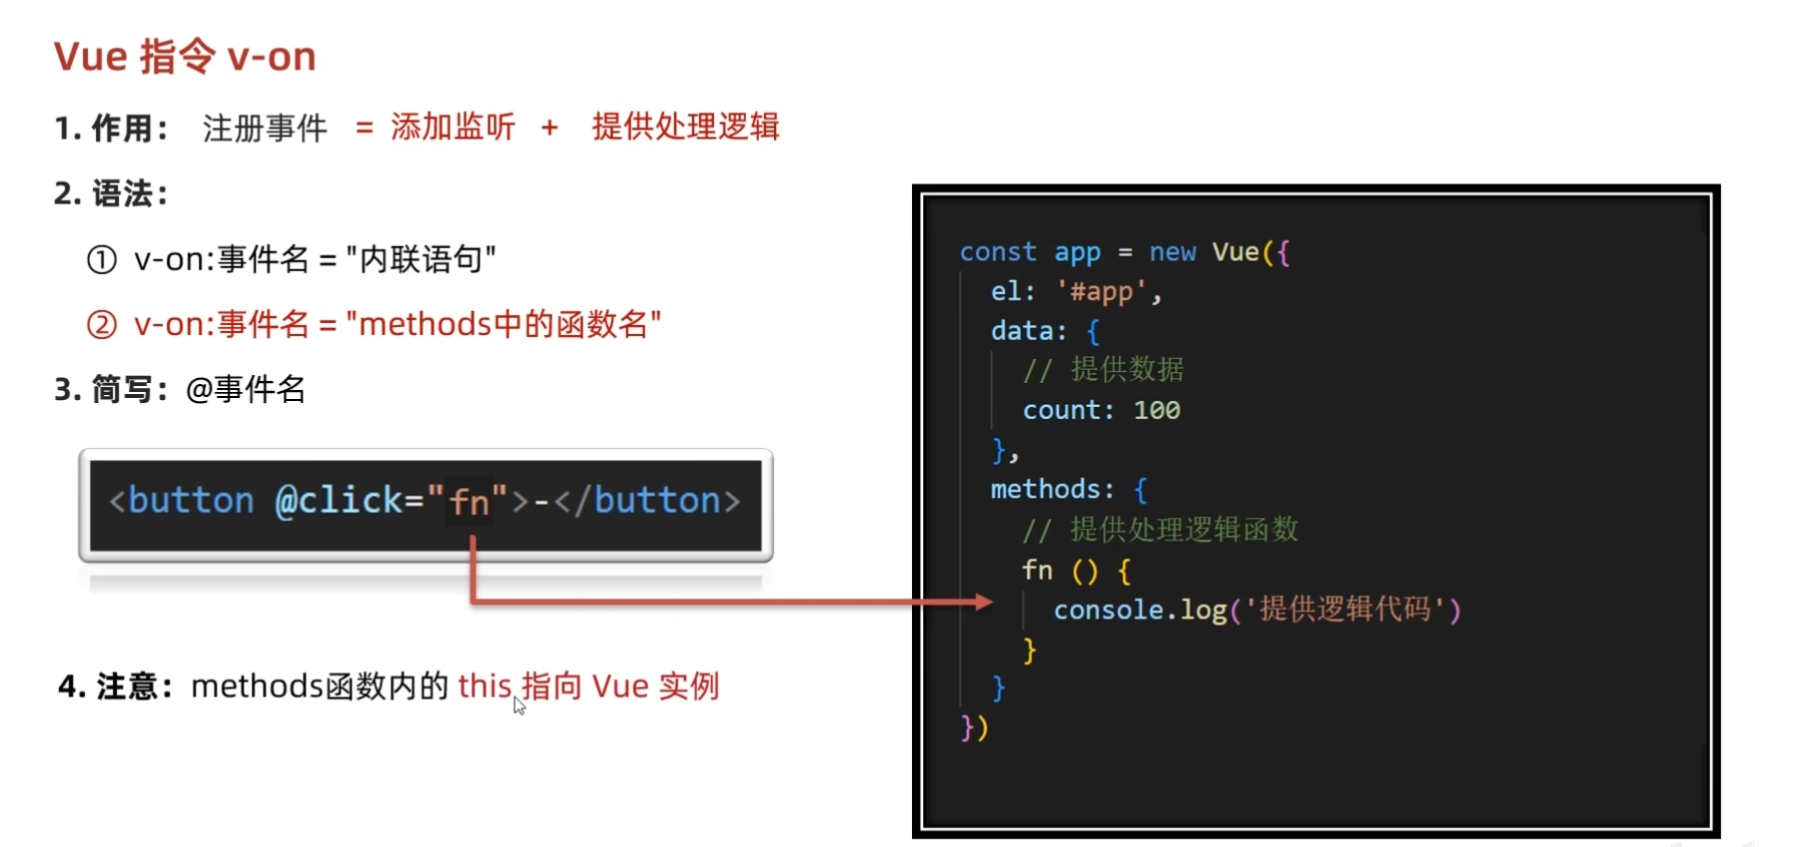 Vue 指令 v-on
1. 作用： 注册事件 = 添加监听 + 提供处理逻辑
2. 语法：
① v-on:事件名 = "内联语句"
② v-on:事件名 = "methods中的函数名"
3. 简写：@事件名
<button @click="fn">-</button>
4. 注意：methods函数内的 this 指向 Vue 实例
const app = new Vue({
el: '#app',
data: {
// 提供数据
count: 100
},
methods: {
// 提供处理逻辑函数
fn () {
console.log('提供逻辑代码')
}
}
})